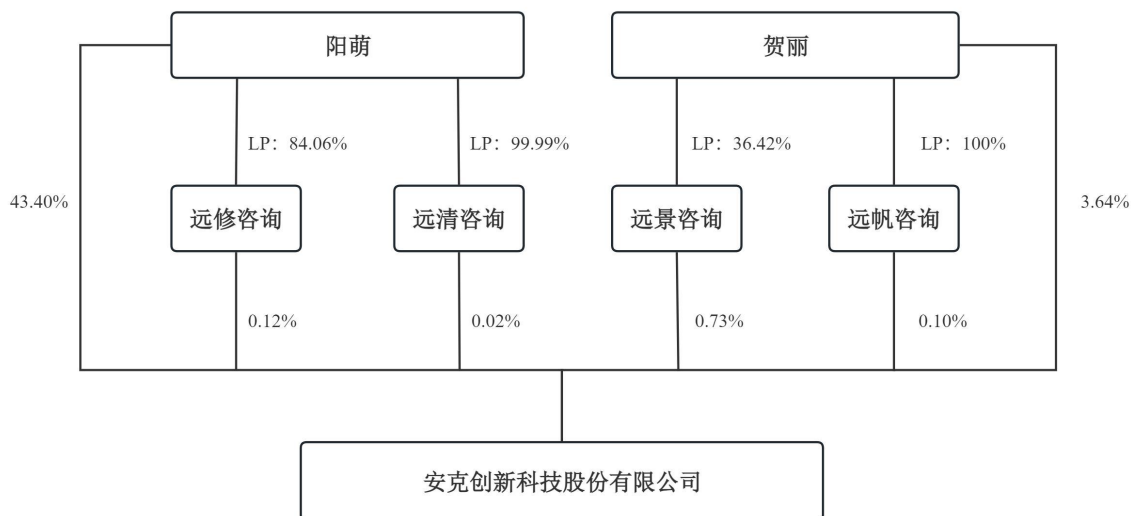 阳萌
贺丽
LP：84.06%
LP：99.99%
LP：36.42%
LP：100%
43.40%
远修咨询
远清咨询
远景咨询
远帆咨询
3.64%
0.12%
0.02%
0.73%
0.10%
安克创新科技股份有限公司